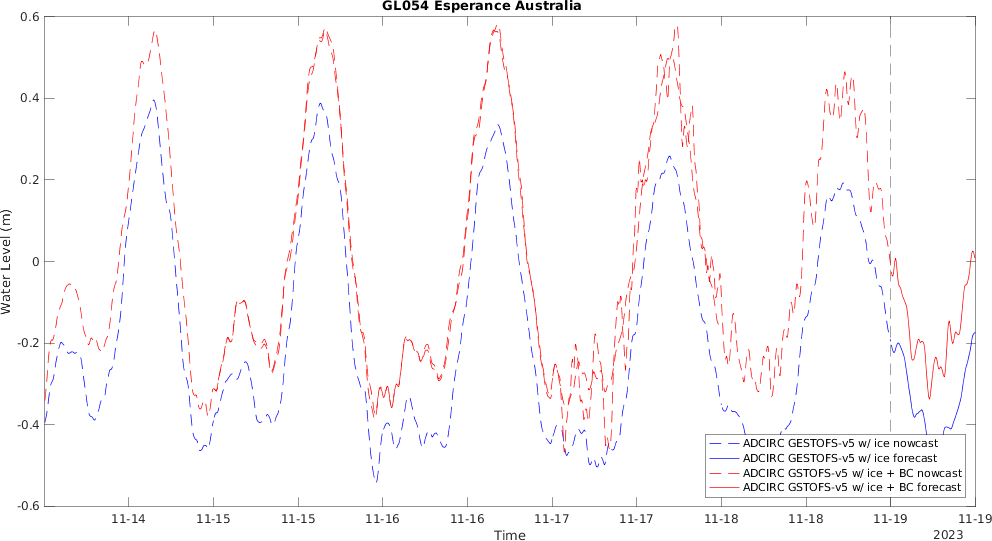 GL054 Esperance Australia
Water Level (m)
0.6
0.4
0.2
0
-0.2
-0.4
-0.6
11-14
11-15
11-15
11-16
11-16
11-17
11-17
11-18
11-18
11-19
11-19
Time
2023
ADCIRC GESTOFS-v5 w/ ice nowcast
ADCIRC GESTOFS-v5 w/ ice forecast
ADCIRC GSTOFS-v5 w/ ice + BC nowcast
ADCIRC GSTOFS-v5 w/ ice + BC forecast